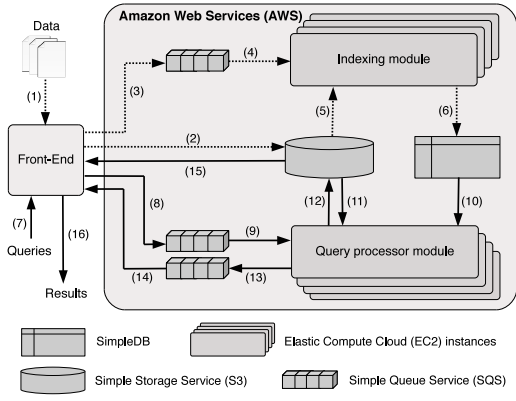 Data
Amazon Web Services (AWS)
(4)
Indexing module
(1)
(3)
(5)
(6)
(2)
Front-End
(15)
(8)
(12)
(11)
(10)
(7)
(16)
(9)
Queries
Query processor module
(14)
(13)
Results
SimpleDB
Elastic Compute Cloud (EC2) instances
Simple Storage Service (S3)
Simple Queue Service (SQS)